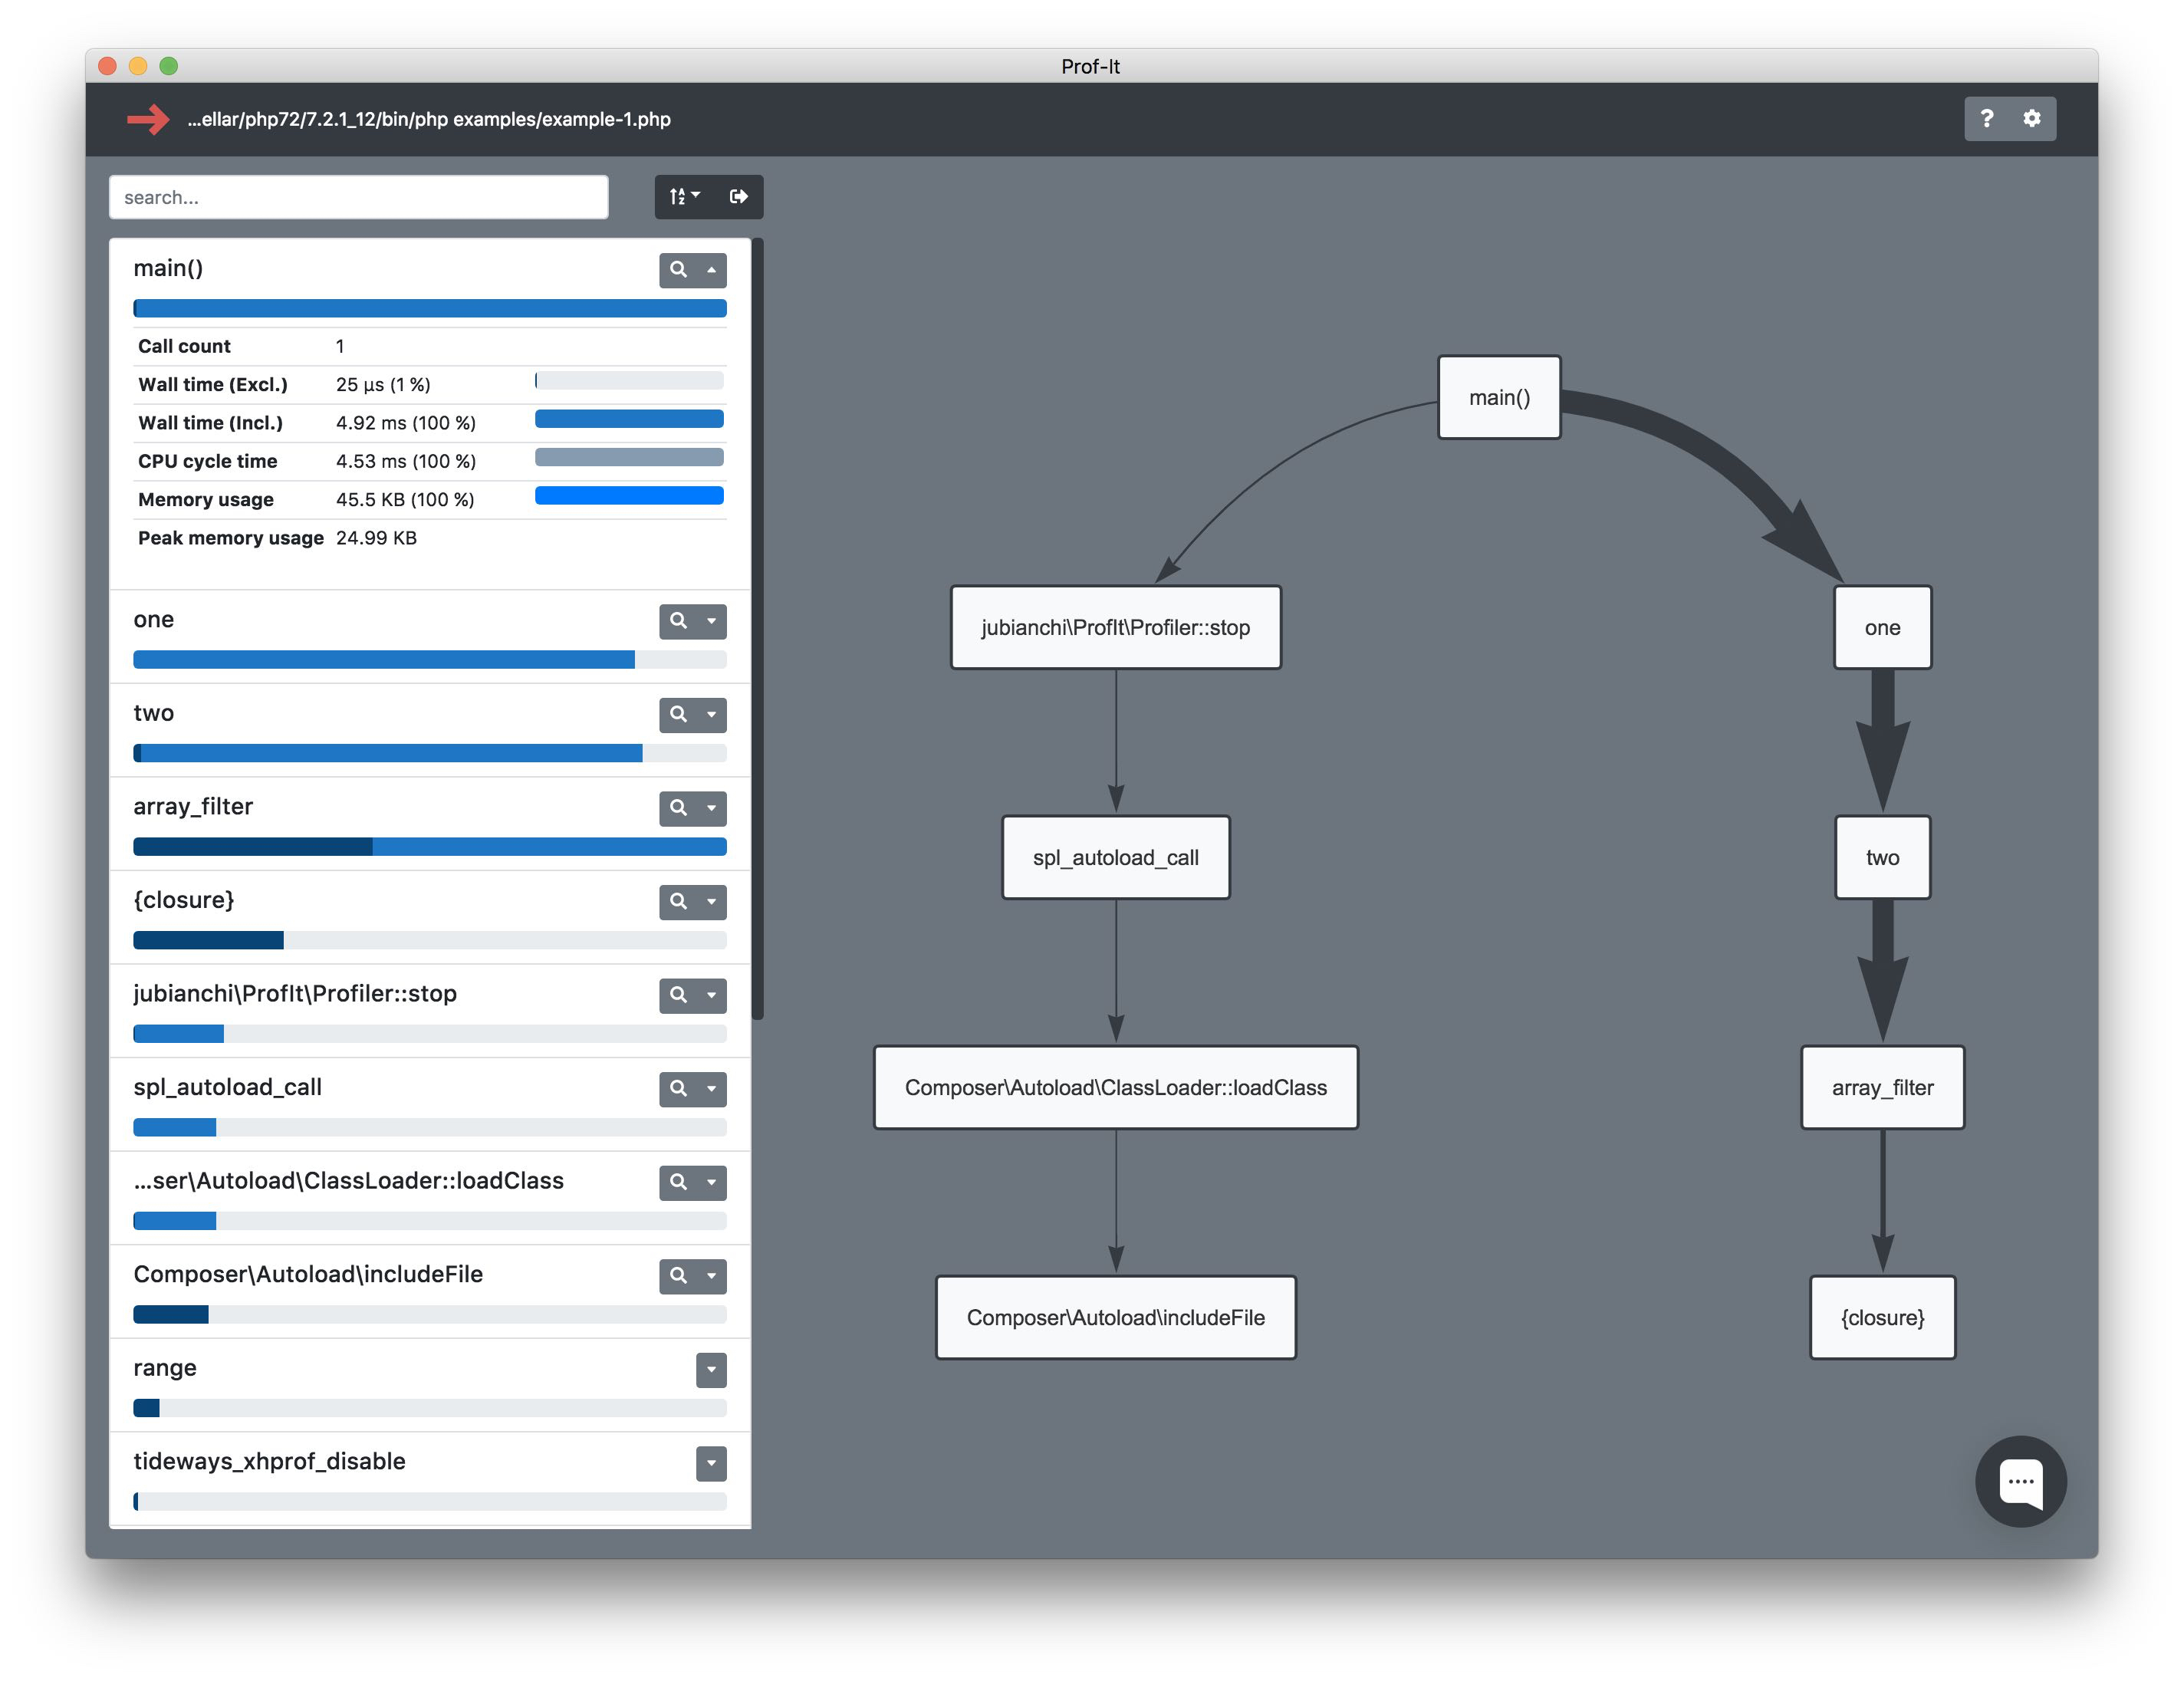 Prof-It
...ellar/php72/7.2.1_12/bin/php examples/example-1.php
?
search...
main()
Call count 1
Wall time (Excl.) 25 µs (1 %)
Wall time (Incl.) 4.92 ms (100 %)
CPU cycle time 4.53 ms (100 %)
Memory usage 45.5 KB (100 %)
Peak memory usage 24.99 KB
one
two
array_filter
{closure}
jubianchi\ProfIt\Profiler::stop
spl_autoload_call
...ser\Autoload\ClassLoader::loadClass
Composer\Autoload\includeFile
range
tideways_xhprof_disable
main()
jubianchi\ProfIt\Profiler::stop
one
spl_autoload_call
two
Composer\Autoload\ClassLoader::loadClass
array_filter
Composer\Autoload\includeFile
{closure}